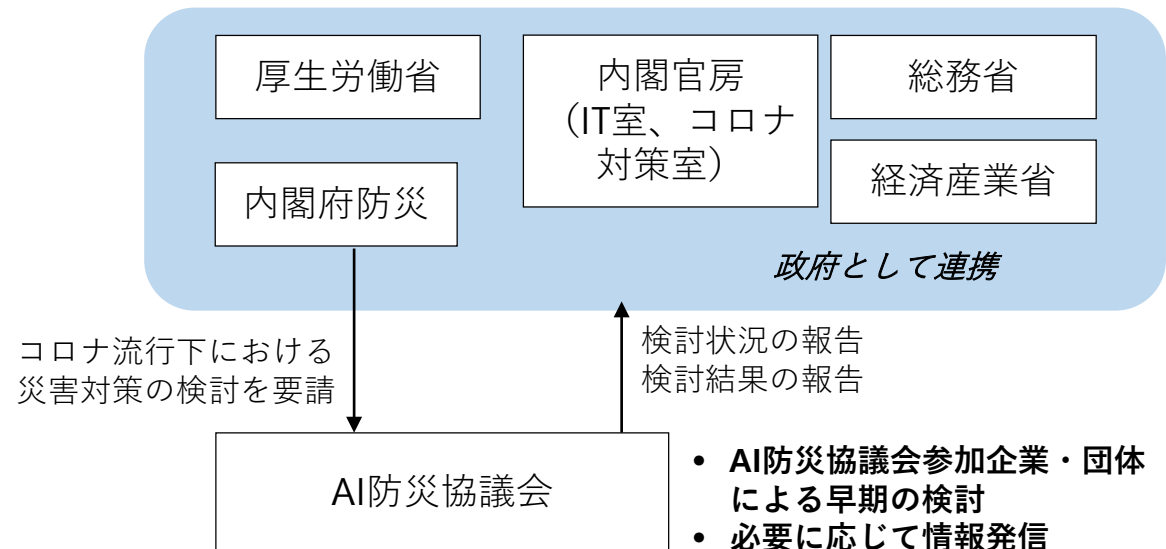 厚生労働省
内閣官房
（IT室、コロナ
対策室）
総務省
経済産業省
内閣府防災
政府として連携
コロナ流行下における
災害対策の検討を要請
検討状況の報告
検討結果の報告
AI防災協議会
• AI防災協議会参加企業・団体
による早期の検討
• 必要に応じて情報発信